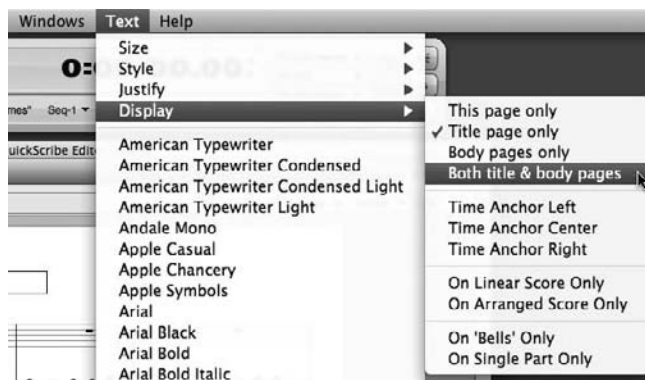 Windows Text Help
Size
Style
Justify
Display
American Typewriter
American Typewriter Condensed
American Typewriter Condensed Light
American Typewriter Light
Andale Mono
Apple Casual
Apple Chancery
Apple Symbols
Arial
Arial Black
Arial Bold
Arial Bold Italic
This page only
✓ Title page only
Body pages only
Both title & body pages
Time Anchor Left
Time Anchor Center
Time Anchor Right
On Linear Score Only
On Arranged Score Only
On 'Bells' Only
On Single Part Only
Seq-1